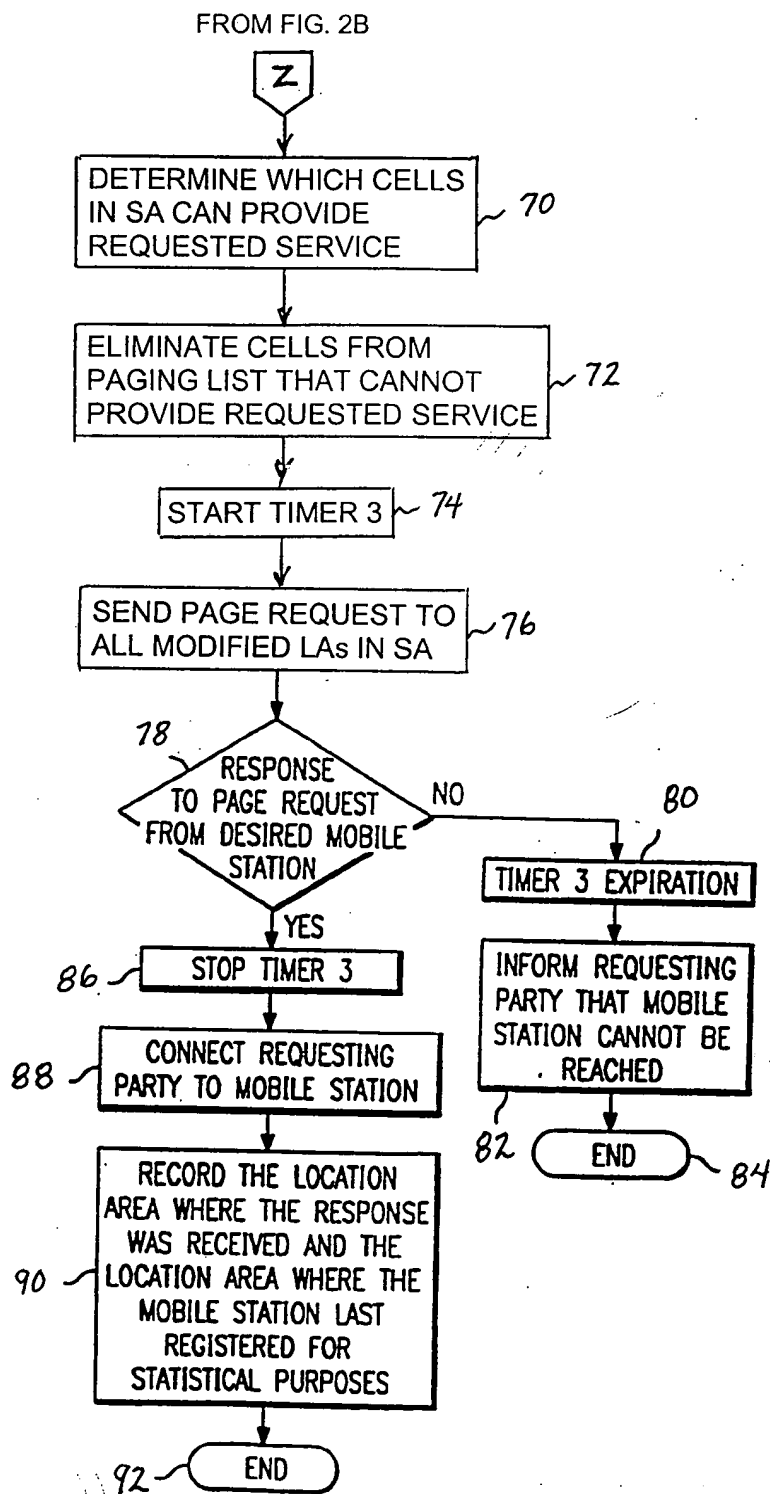 FROM FIG. 2B
Z
DETERMINE WHICH CELLS
IN SA CAN PROVIDE
REQUESTED SERVICE
70
ELIMINATE CELLS FROM
PAGING LIST THAT CANNOT
PROVIDE REQUESTED SERVICE
72
START TIMER 3
74
SEND PAGE REQUEST TO
ALL MODIFIED LAs IN SA
76
78
RESPONSE
TO PAGE REQUEST
FROM DESIRED MOBILE
STATION
NO
80
TIMER 3 EXPIRATION
INFORM REQUESTING
PARTY THAT MOBILE
STATION CANNOT BE
REACHED
82
END
84
YES
86
STOP TIMER 3
88
CONNECT REQUESTING
PARTY TO MOBILE STATION
90
RECORD THE LOCATION
AREA WHERE THE RESPONSE
WAS RECEIVED AND THE
LOCATION AREA WHERE THE
MOBILE STATION LAST
REGISTERED FOR
STATISTICAL PURPOSES
92
END